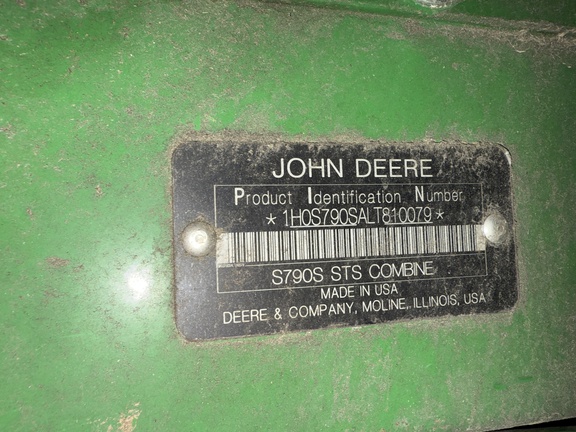 JOHN DEERE
Product Identification Number
*1H0S790SALT810079*
S790S STS COMBINE
MADE IN USA
DEERE & COMPANY, MOLINE, ILLINOIS, USA